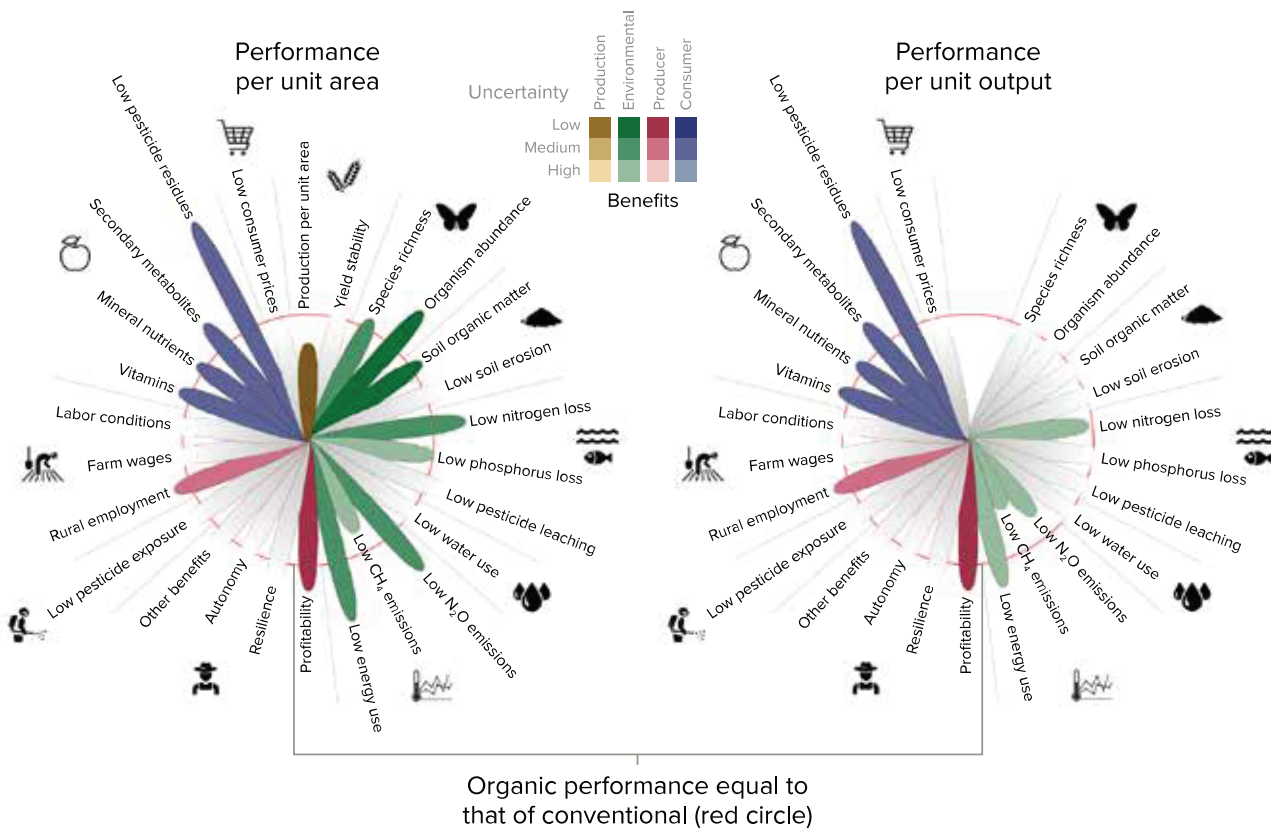 Performance
per unit area
Low pesticide residues
Secondary metabolites
Mineral nutrients
Vitamins
Labor conditions
Farm wages
Rural employment
Low pesticide exposure
Other benefits
Autonomy
Resilience
Profitability
Low energy use
Low CH₄ emissions
Low N₂O emissions
Low water use
Low pesticide leaching
Low phosphorus loss
Low nitrogen loss
Low soil erosion
Soil organic matter
Organism abundance
Species richness
Yield stability
Production per unit area
Low consumer prices
Uncertainty
Production
Environmental
Producer
Consumer
Low
Medium
High
Benefits
Performance
per unit output
Low pesticide residues
Secondary metabolites
Mineral nutrients
Vitamins
Labor conditions
Farm wages
Rural employment
Low pesticide exposure
Other benefits
Autonomy
Resilience
Profitability
Low energy use
Low CH₄ emissions
Low N₂O emissions
Low water use
Low pesticide leaching
Low phosphorus loss
Low nitrogen loss
Low soil erosion
Soil organic matter
Organism abundance
Species richness
Low consumer prices
Organic performance equal to
that of conventional (red circle)